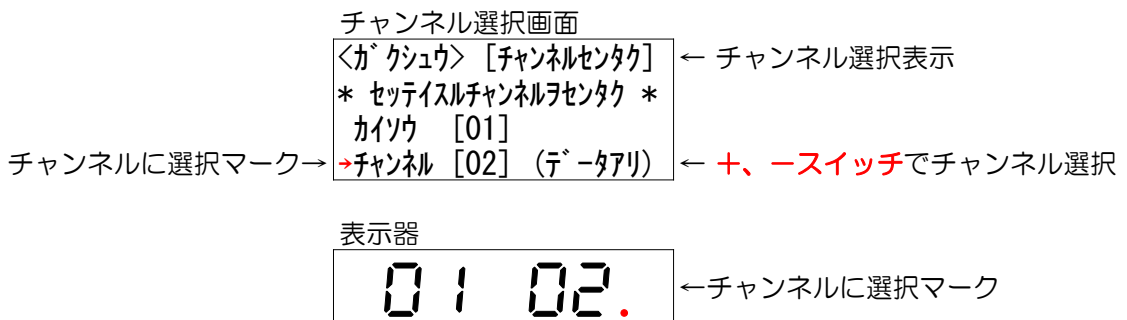 チャンネル選択画面
<ガクシュウ> [チャンネルセンタク] ← チャンネル選択表示
* セッテイスルチャンネルヲセンタク *
カイソウ [01]
チャンネルに選択マーク→ →チャンネル [02] (データアリ) ← +、ースイッチでチャンネル選択
表示器
01 02. ←チャンネルに選択マーク